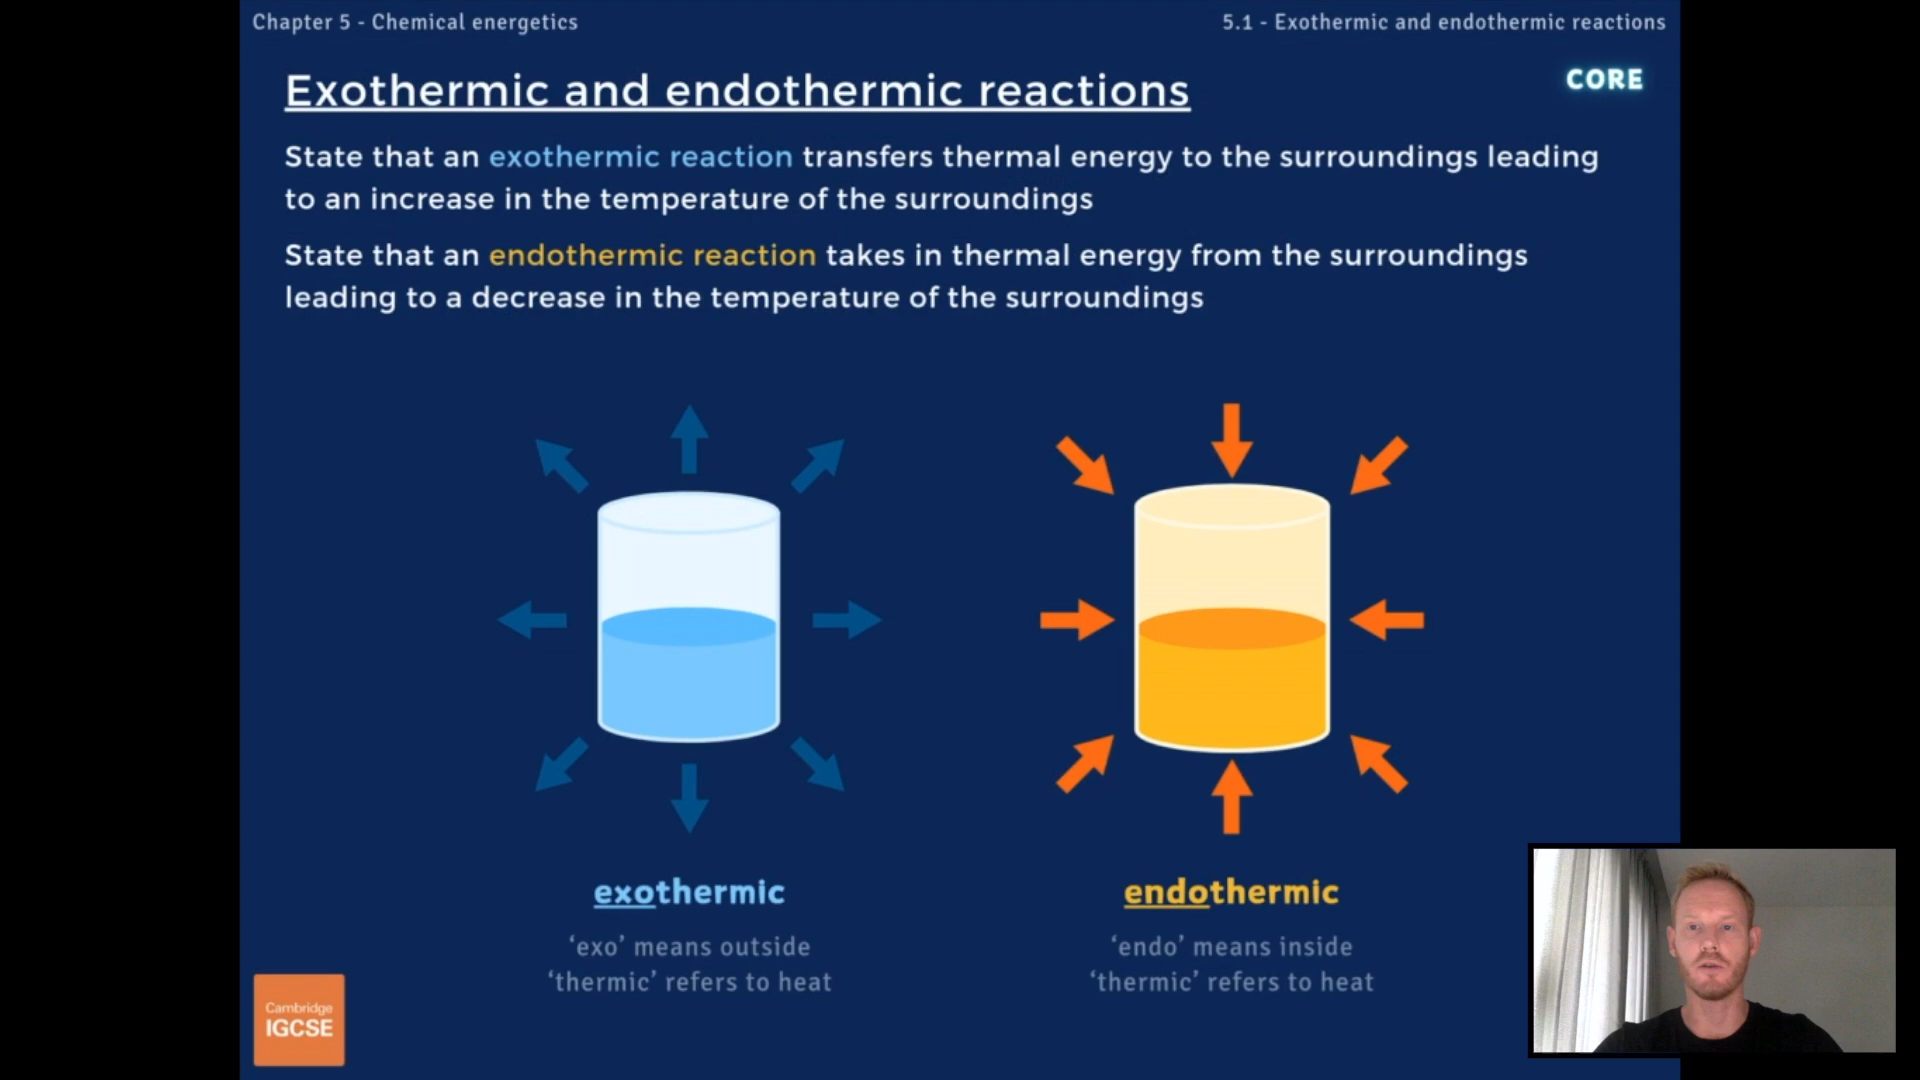 Chapter 5 - Chemical energetics
5.1 - Exothermic and endothermic reactions
Exothermic and endothermic reactions
CORE
State that an exothermic reaction transfers thermal energy to the surroundings leading
to an increase in the temperature of the surroundings
State that an endothermic reaction takes in thermal energy from the surroundings
leading to a decrease in the temperature of the surroundings
exothermic
‘exo’ means outside
‘thermic’ refers to heat
endothermic
‘endo’ means inside
‘thermic’ refers to heat
Cambridge
IGCSE